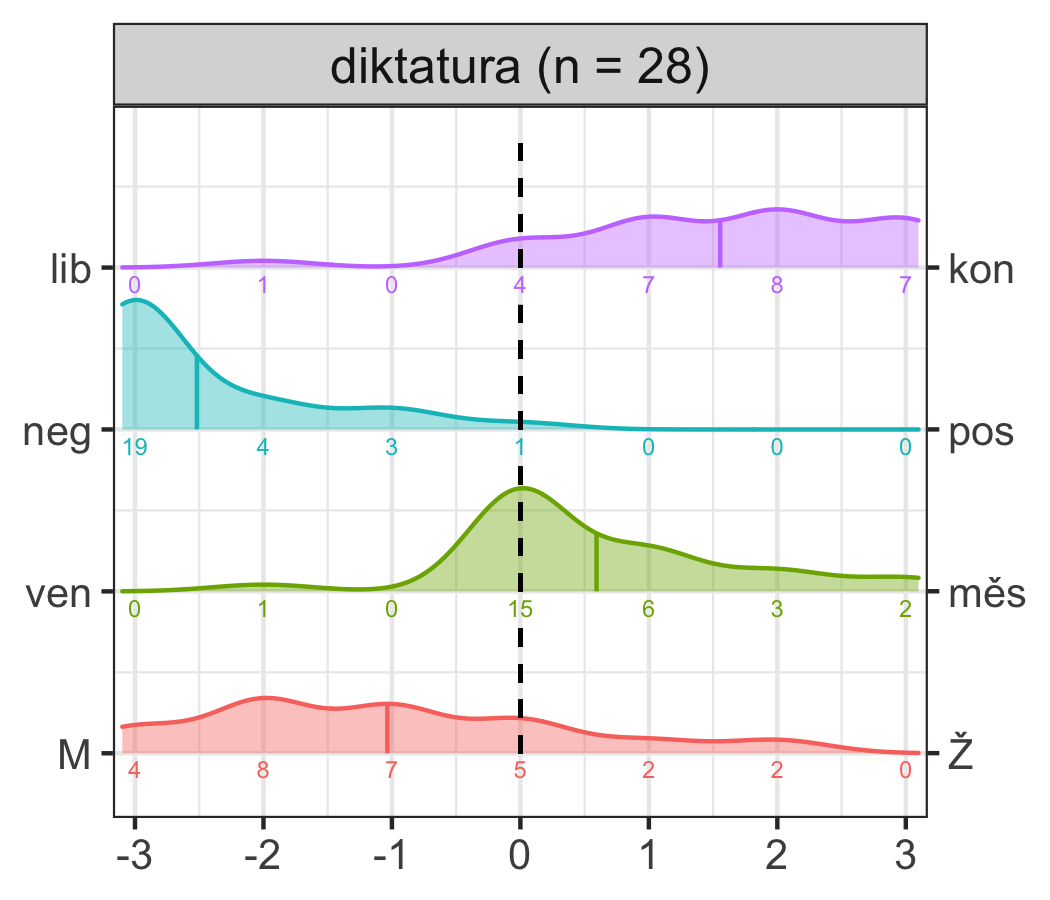 diktatura (n = 28)
lib kon
0 1 0 4 7 8 7
neg pos
19 4 3 1 0 0 0
ven měs
0 1 0 15 6 3 2
M Ž
4 8 7 5 2 2 0
-3 -2 -1 0 1 2 3